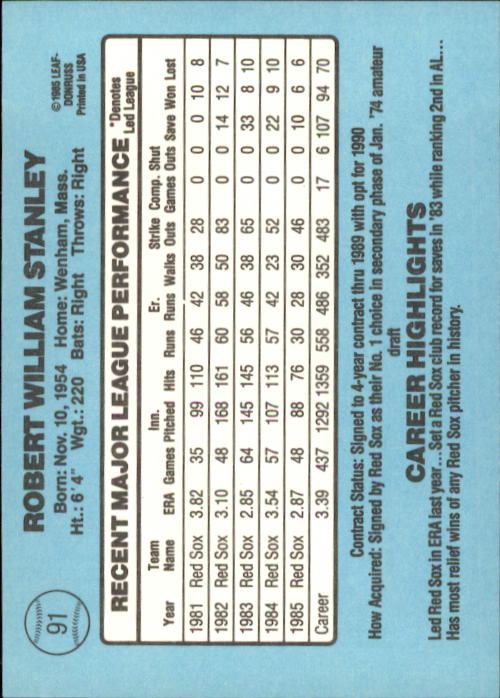 91
ROBERT WILLIAM STANLEY
©1985 LEAF-
DONRUSS
Printed in USA
Born: Nov. 10, 1954 Home: Wenham, Mass.
Ht.: 6'4" Wgt.: 220 Bats: Right Throws: Right
RECENT MAJOR LEAGUE PERFORMANCE *Denotes Led League
Year Team Name ERA Games Inn. Pitched Hits Runs Er. Runs Walks Strike Outs Comp. Games Shut Outs Save Won Lost
1981 Red Sox 3.82 35 99 110 46 42 38 28 0 0 0 10 8
1982 Red Sox 3.10 48 168 161 60 58 50 83 0 0 14 12 7
1983 Red Sox 2.85 64 145 145 56 46 38 65 0 0 33 8 10
1984 Red Sox 3.54 57 107 113 57 42 23 52 0 0 22 9 10
1985 Red Sox 2.87 48 88 76 30 28 30 46 0 0 10 6 6
Career 3.39 437 1292 1359 558 486 352 483 17 6 107 94 70
Contract Status: Signed to 4-year contract thru 1989 with opt for 1990
How Acquired: Signed by Red Sox as their No. 1 choice in secondary phase of Jan. '74 amateur
draft
CAREER HIGHLIGHTS
Led Red Sox in ERA last year...Set a Red Sox club record for saves in '83 while ranking 2nd in AL...
Has most relief wins of any Red Sox pitcher in history.